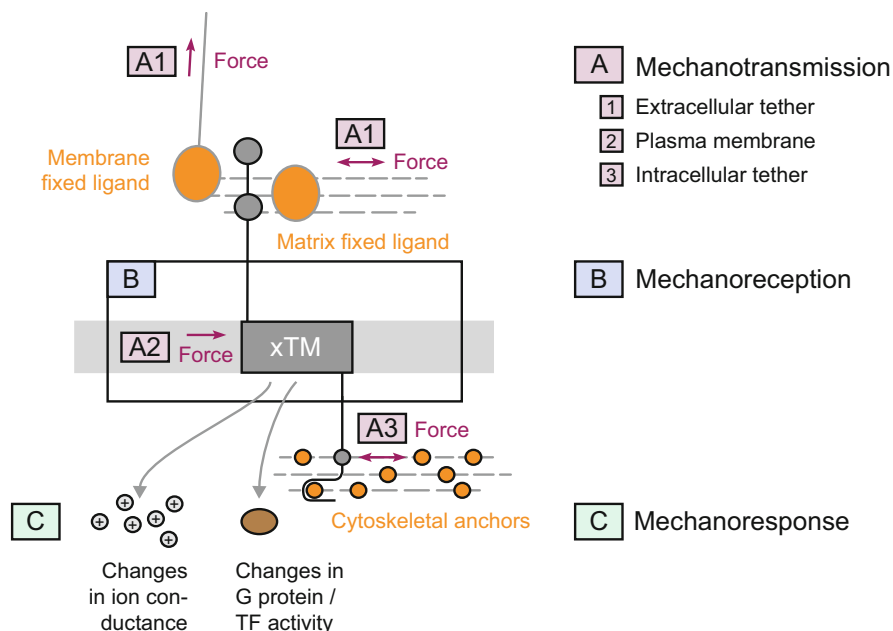 A1
Force
A1
Force
Membrane
fixed ligand
Matrix fixed ligand
B
A2
Force
xTM
A3
Force
Cytoskeletal anchors
C
+
+
+
+
+
+
+
Changes
in ion con-
ductance
Changes in
G protein /
TF activity
A Mechanotransmission
1 Extracellular tether
2 Plasma membrane
3 Intracellular tether
B Mechanoreception
C Mechanoresponse